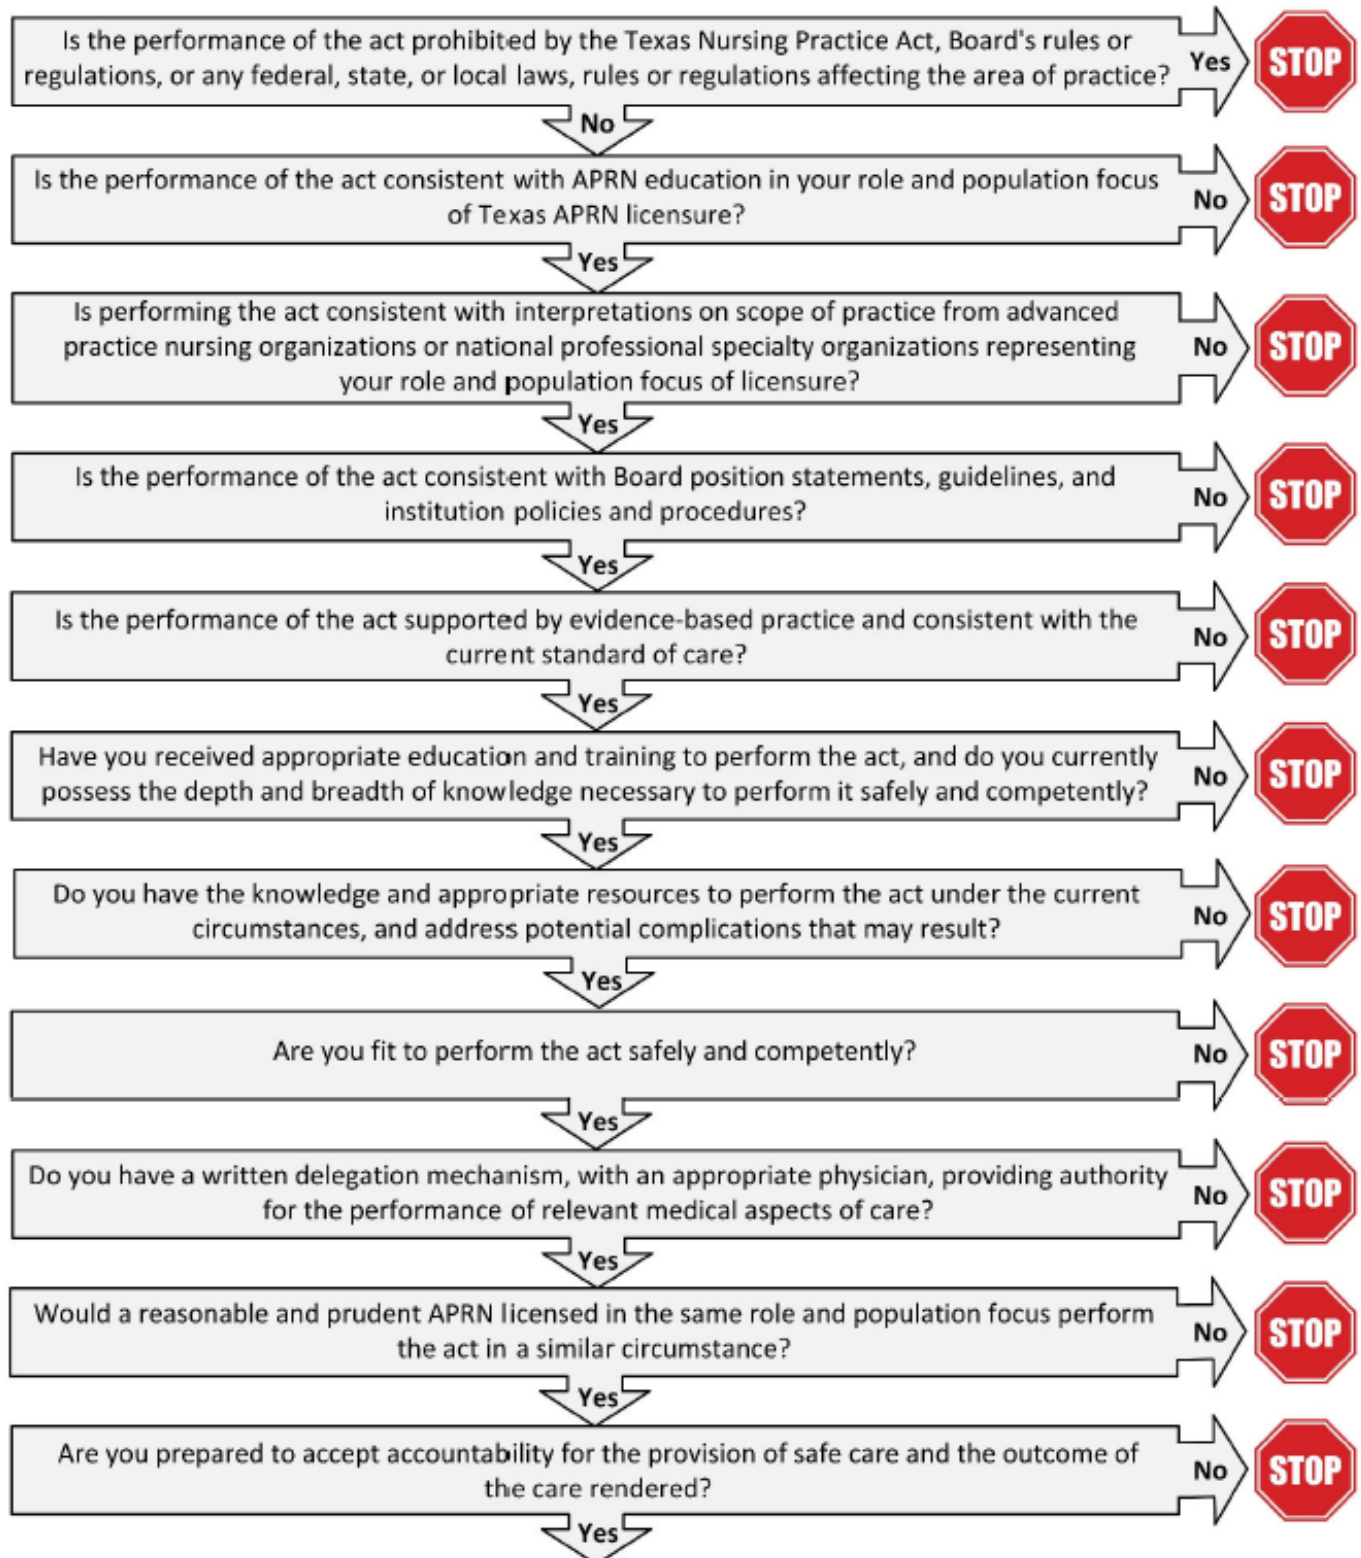 Is the performance of the act prohibited by the Texas Nursing Practice Act, Board's rules or
regulations, or any federal, state, or local laws, rules or regulations affecting the area of practice?
Yes
STOP
No
Is the performance of the act consistent with APRN education in your role and population focus
of Texas APRN licensure?
No
STOP
Yes
Is performing the act consistent with interpretations on scope of practice from advanced
practice nursing organizations or national professional specialty organizations representing
your role and population focus of licensure?
No
STOP
Yes
Is the performance of the act consistent with Board position statements, guidelines, and
institution policies and procedures?
No
STOP
Yes
Is the performance of the act supported by evidence-based practice and consistent with the
current standard of care?
No
STOP
Yes
Have you received appropriate education and training to perform the act, and do you currently
possess the depth and breadth of knowledge necessary to perform it safely and competently?
No
STOP
Yes
Do you have the knowledge and appropriate resources to perform the act under the current
circumstances, and address potential complications that may result?
No
STOP
Yes
Are you fit to perform the act safely and competently?
No
STOP
Yes
Do you have a written delegation mechanism, with an appropriate physician, providing authority
for the performance of relevant medical aspects of care?
No
STOP
Yes
Would a reasonable and prudent APRN licensed in the same role and population focus perform
the act in a similar circumstance?
No
STOP
Yes
Are you prepared to accept accountability for the provision of safe care and the outcome of
the care rendered?
No
STOP
Yes